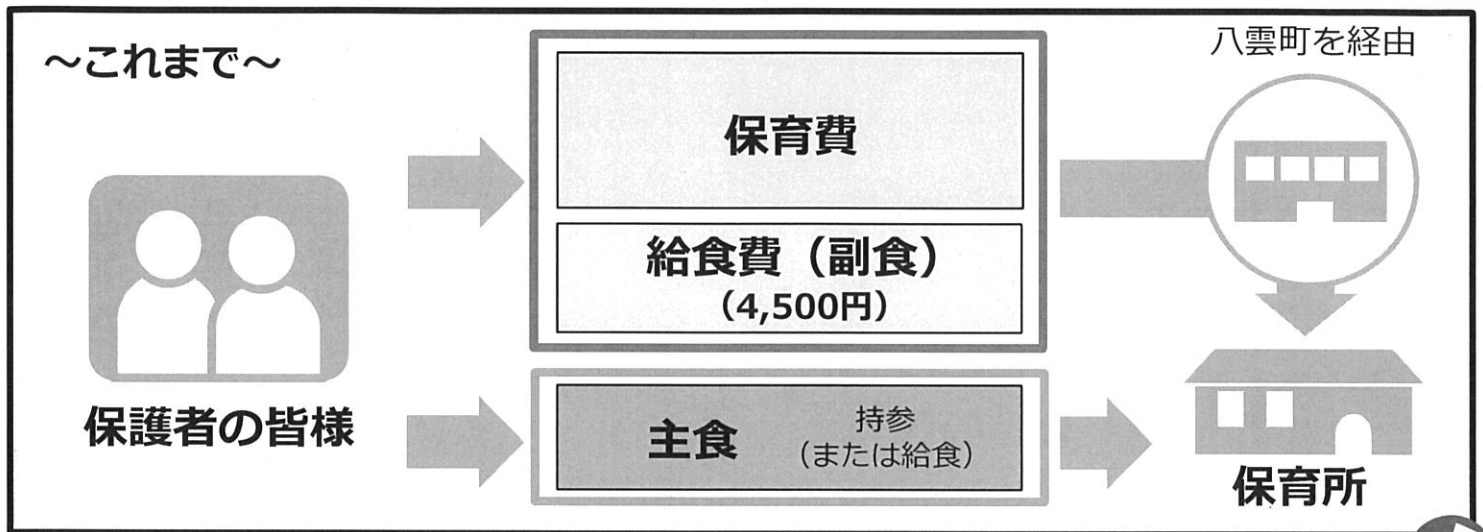 ～これまで～
八雲町を経由
保育費
給食費（副食）
（4,500円）
保護者の皆様
主食
持参
（または給食）
保育所